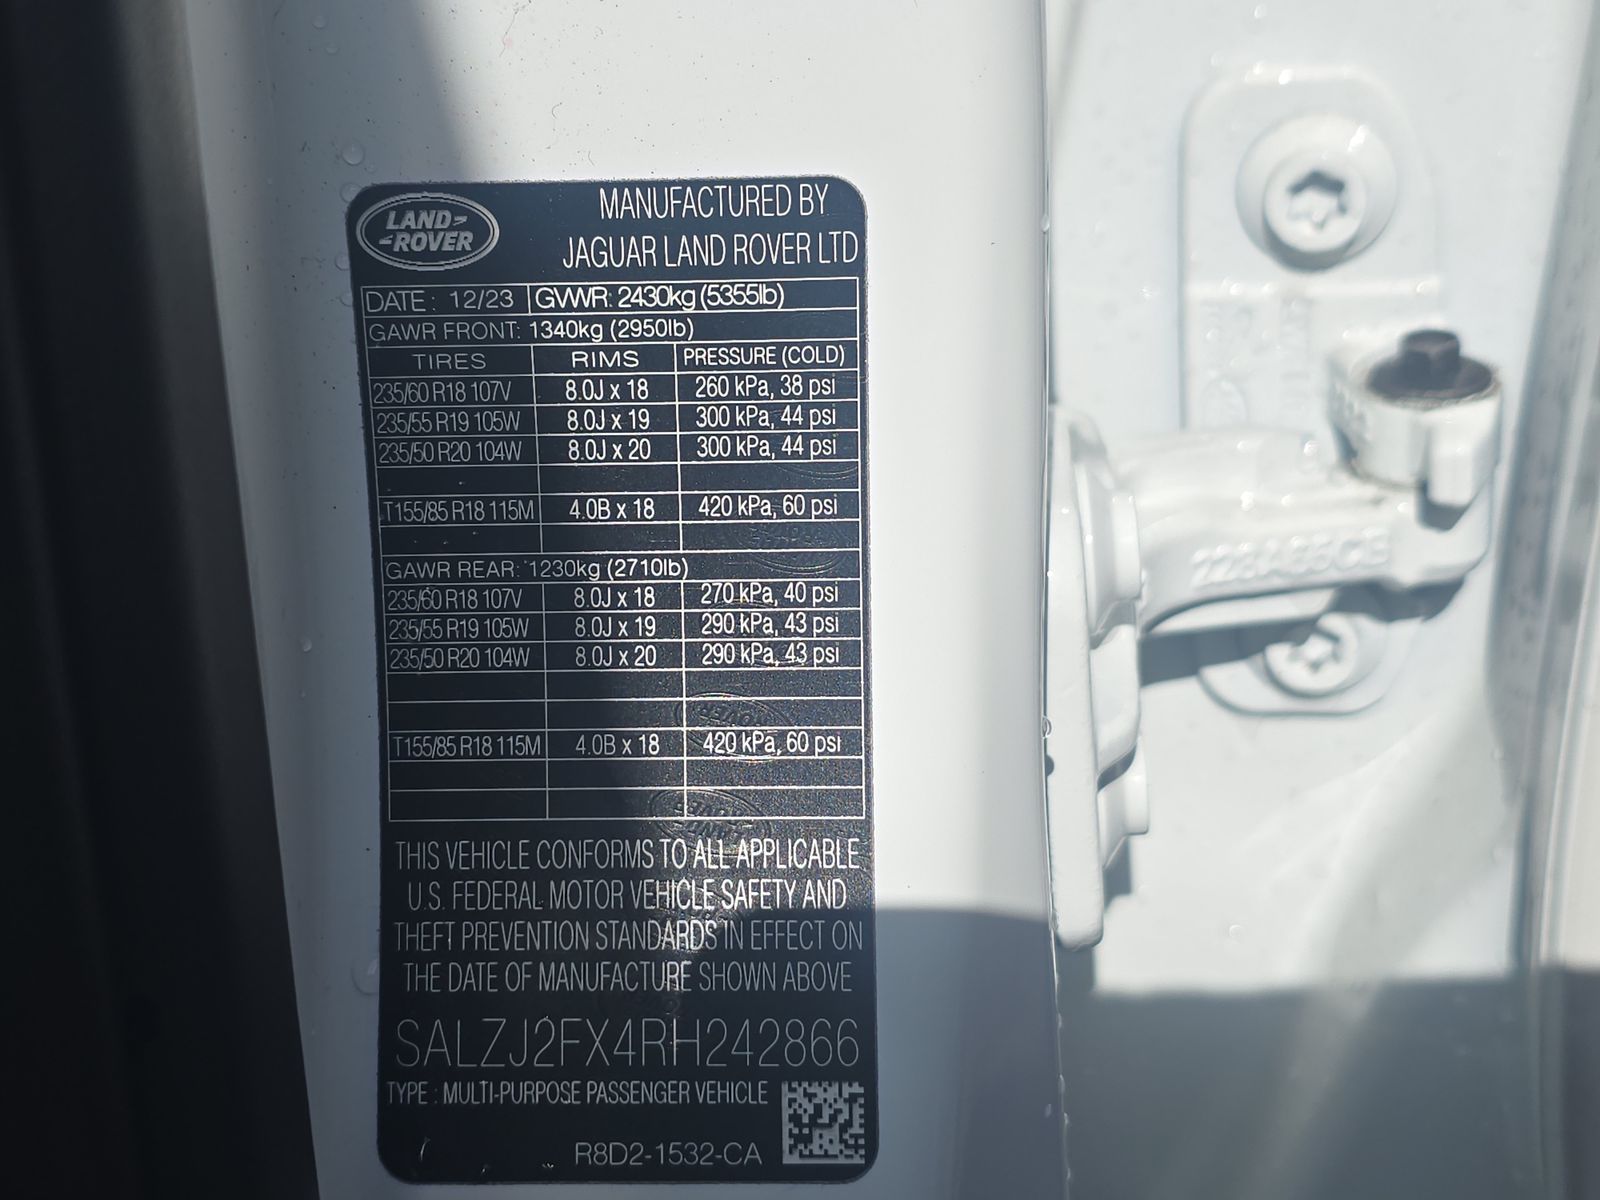 LAND-
-ROVER
MANUFACTURED BY
JAGUAR LAND ROVER LTD
DATE: 12/23 GVWR: 2430kg (5355lb)
GAWR FRONT: 1340kg (2950lb)
TIRES RIMS PRESSURE (COLD)
235/60 R18 107V 8.0J x 18 260 kPa, 38 psi
235/55 R19 105W 8.0J x 19 300 kPa, 44 psi
235/50 R20 104W 8.0J x 20 300 kPa, 44 psi
T155/85 R18 115M 4.0B x 18 420 kPa, 60 psi
GAWR REAR: 1230kg (2710lb)
235/60 R18 107V 8.0J x 18 270 kPa, 40 psi
235/55 R19 105W 8.0J x 19 290 kPa, 43 psi
235/50 R20 104W 8.0J x 20 290 kPa, 43 psi
T155/85 R18 115M 4.0B x 18 420 kPa, 60 psi
THIS VEHICLE CONFORMS TO ALL APPLICABLE
U.S. FEDERAL MOTOR VEHICLE SAFETY AND
THEFT PREVENTION STANDARDS IN EFFECT ON
THE DATE OF MANUFACTURE SHOWN ABOVE
SALZJ2FX4RH242866
TYPE : MULTI-PURPOSE PASSENGER VEHICLE
R8D2-1532-CA